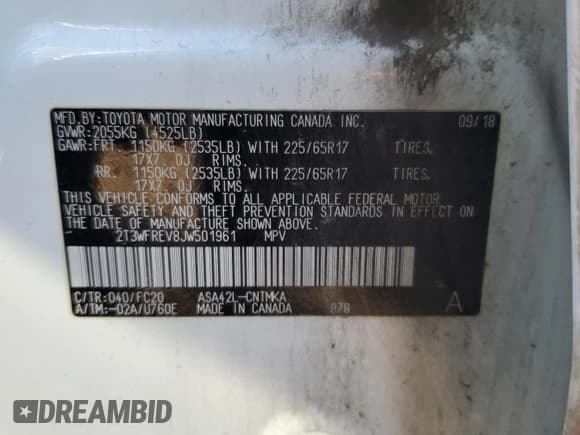 MFD.BY:TOYOTA MOTOR MANUFACTURING CANADA INC. 09/18
GVWR:2055KG (4525LB)
GAWR:FRT. 1150KG (2535LB) WITH 225/65R17 TIRES,
17X7.0J RIMS.
RR. 1150KG (2535LB) WITH 225/65R17 TIRES,
17X7.0J RIMS.
THIS VEHICLE CONFORMS TO ALL APPLICABLE FEDERAL MOTOR
VEHICLE SAFETY AND THEFT PREVENTION STANDARDS IN EFFECT ON
THE DATE OF MANUFACTURE SHOWN ABOVE.
2T3WFREV8JW501961 MPV
C/TR:040/FC20 ASA42L-CNTMKA
A/TM:-02A/U760E MADE IN CANADA 978 A
DREAMBID